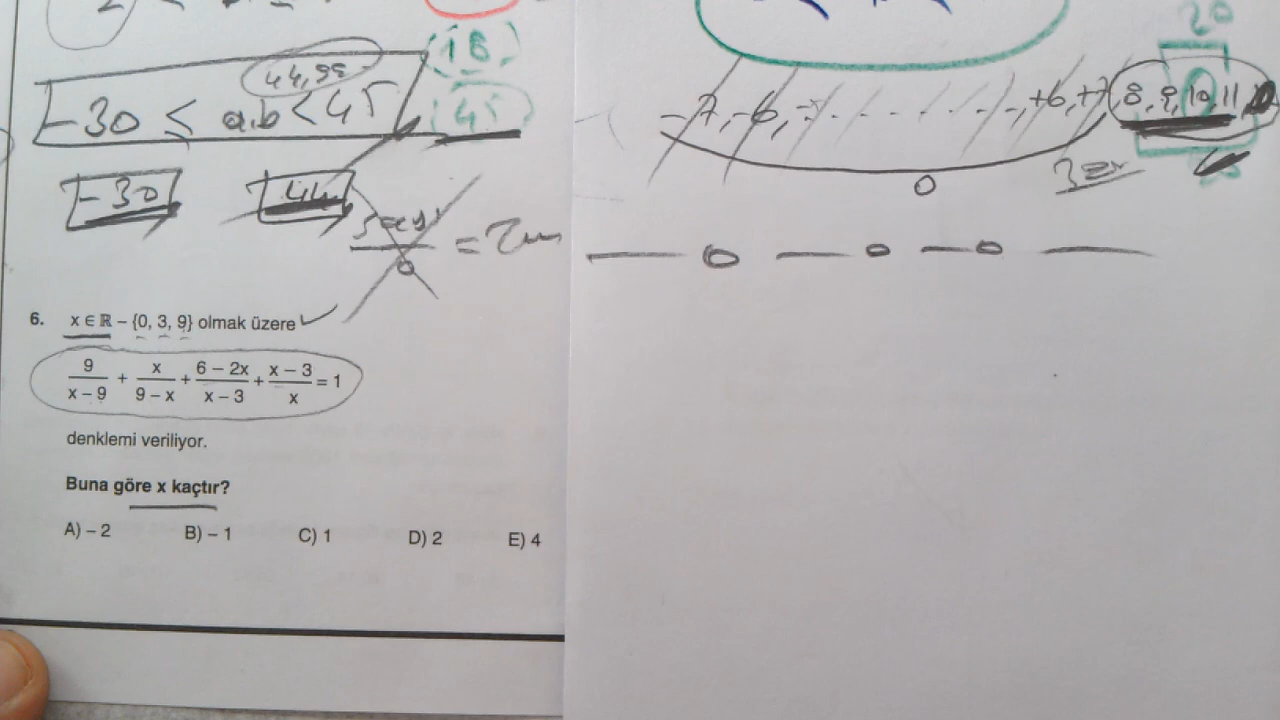 18
44,99
-30 ≤ a.b < 45
45
-30
44
6. x ∈ ℝ – {0, 3, 9} olmak üzere
9/(x – 9) + x/(9 – x) + (6 – 2x)/(x – 3) + (x – 3)/x = 1
denklemi veriliyor.
Buna göre x kaçtır?
A) – 2 B) – 1 C) 1 D) 2 E) 4
20
-7, -6, +6, +7, 8, 9, 10, 11
0